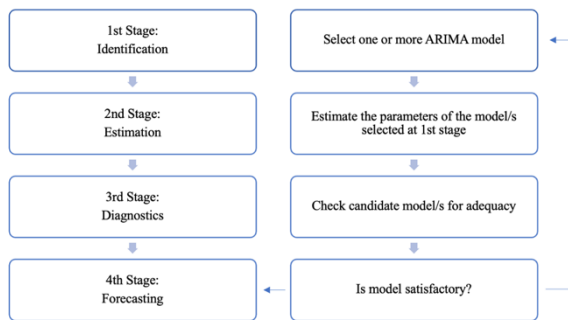 1st Stage:
Identification
Select one or more ARIMA model
2nd Stage:
Estimation
Estimate the parameters of the model/s
selected at 1st stage
3rd Stage:
Diagnostics
Check candidate model/s for adequacy
4th Stage:
Forecasting
Is model satisfactory?